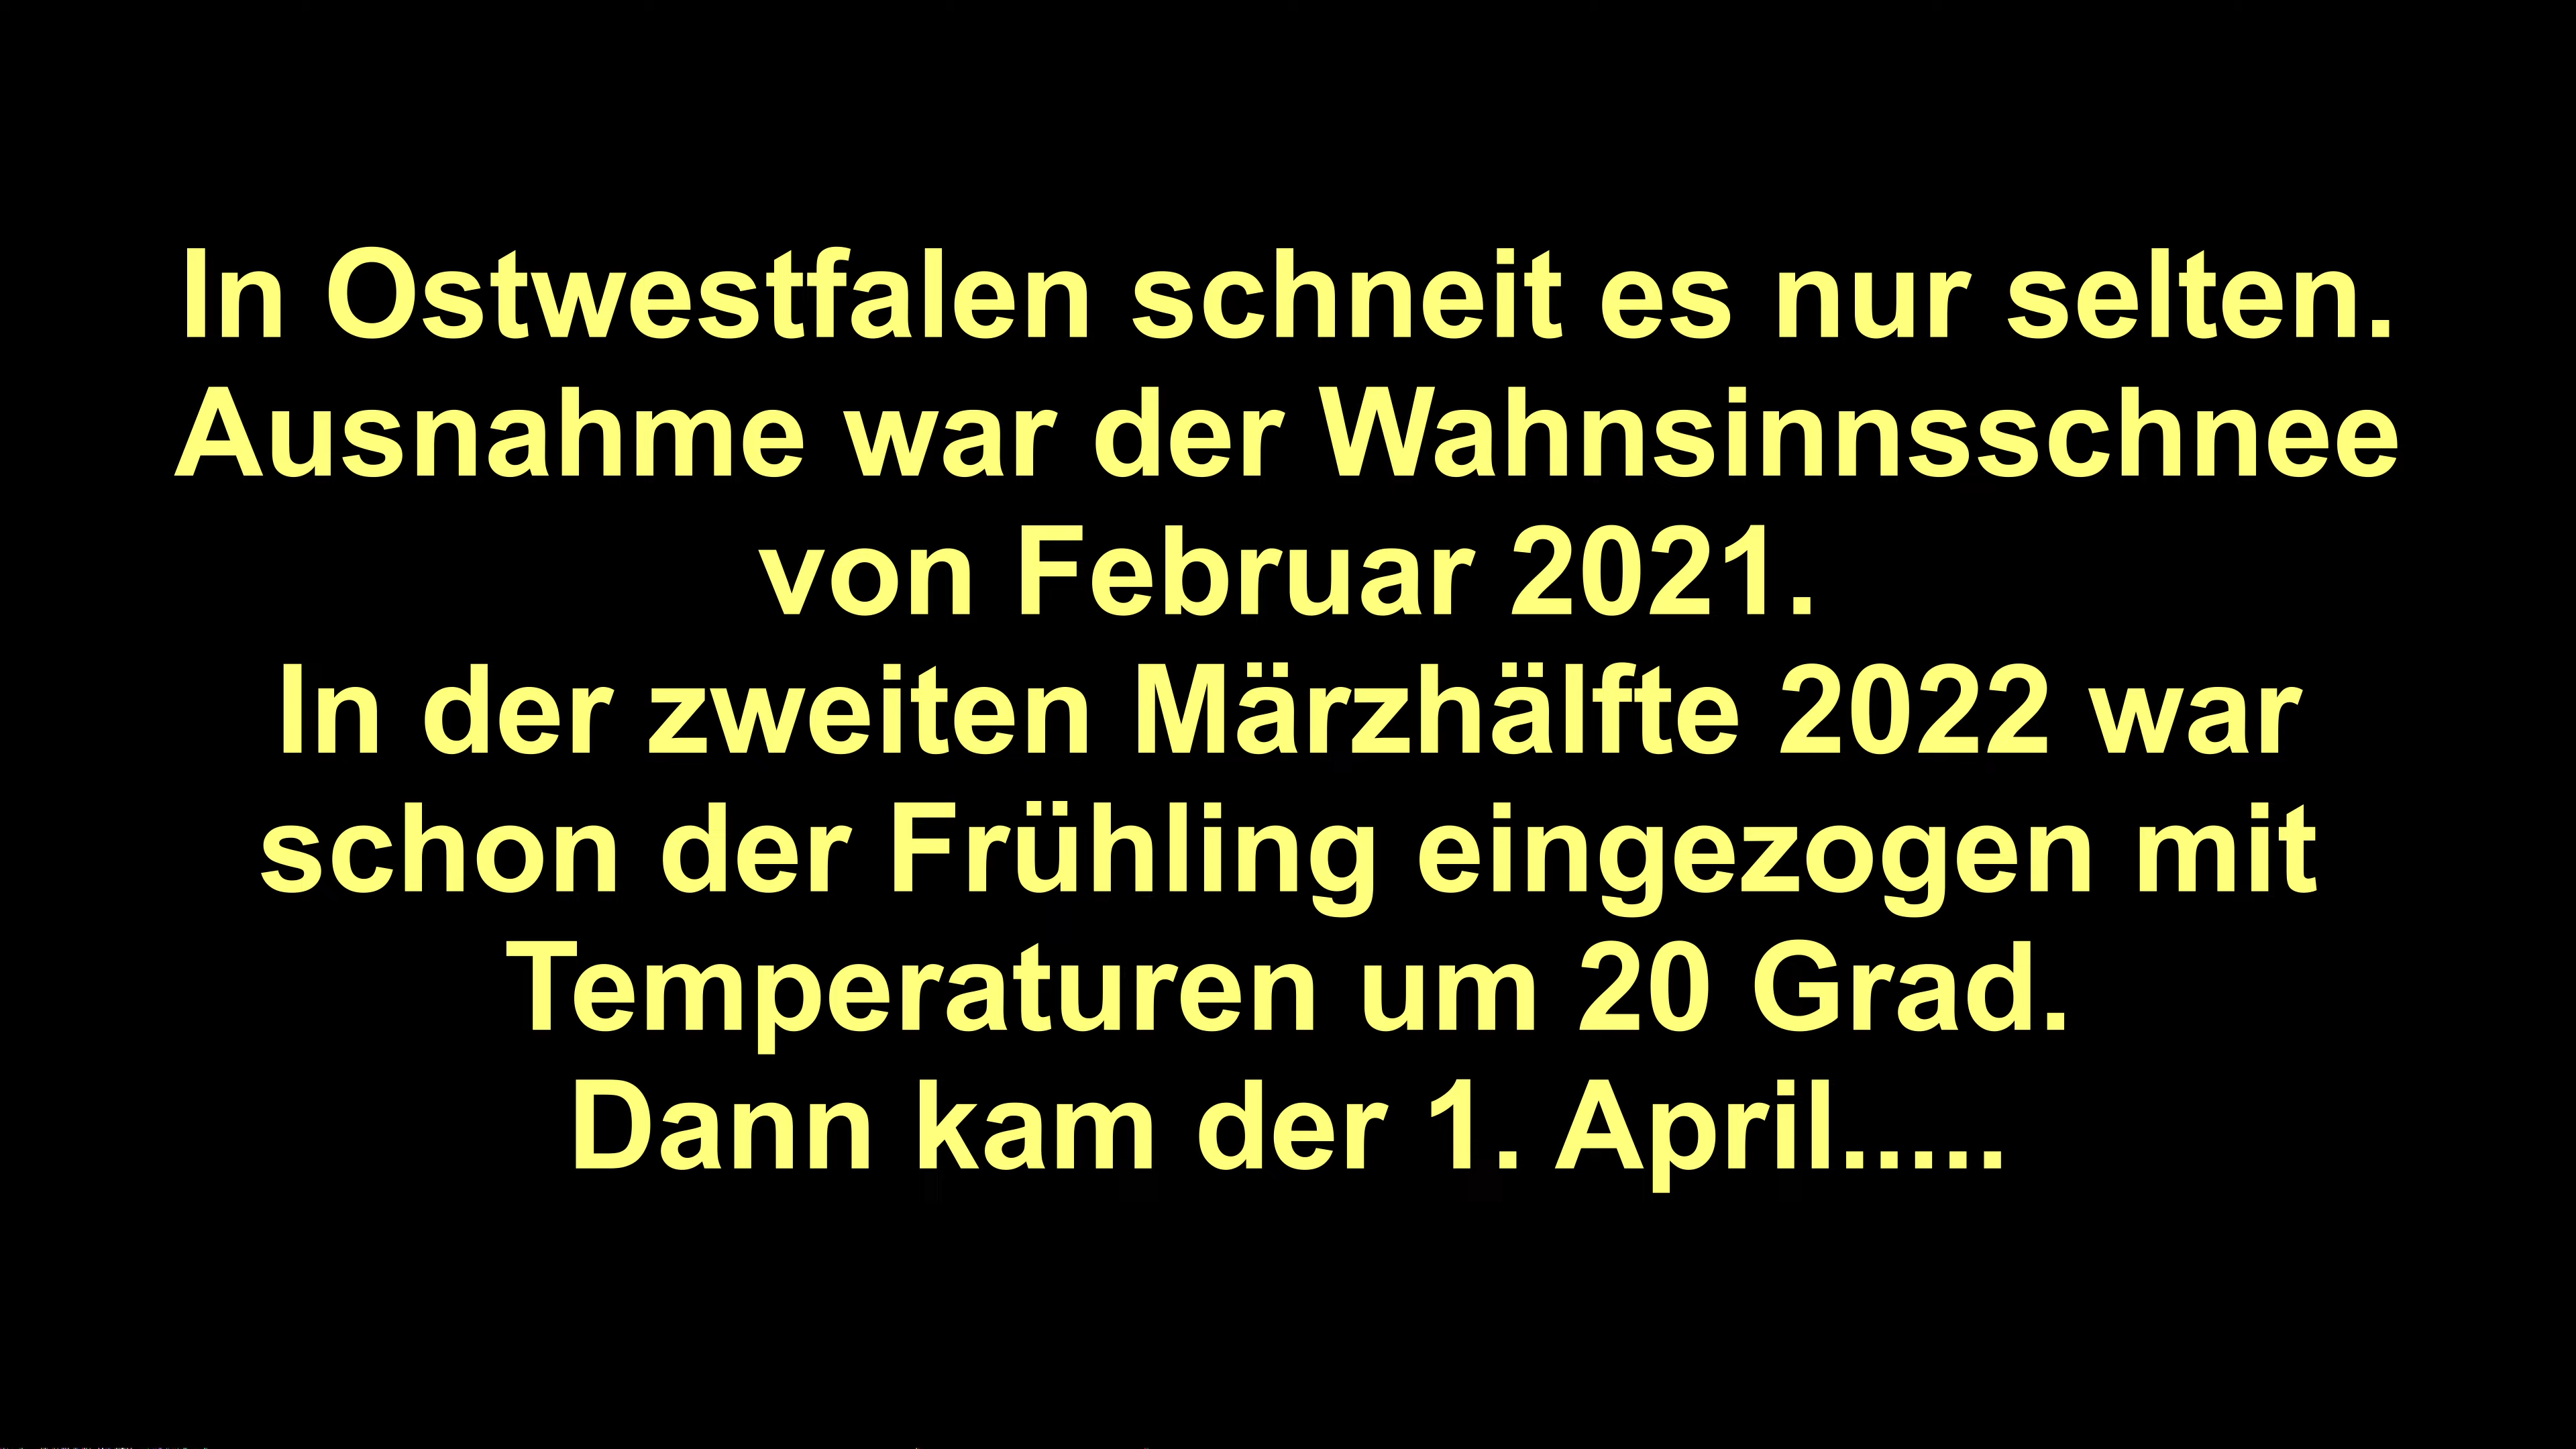 In Ostwestfalen schneit es nur selten.
Ausnahme war der Wahnsinnsschnee
von Februar 2021.
In der zweiten Märzhälfte 2022 war
schon der Frühling eingezogen mit
Temperaturen um 20 Grad.
Dann kam der 1. April.....